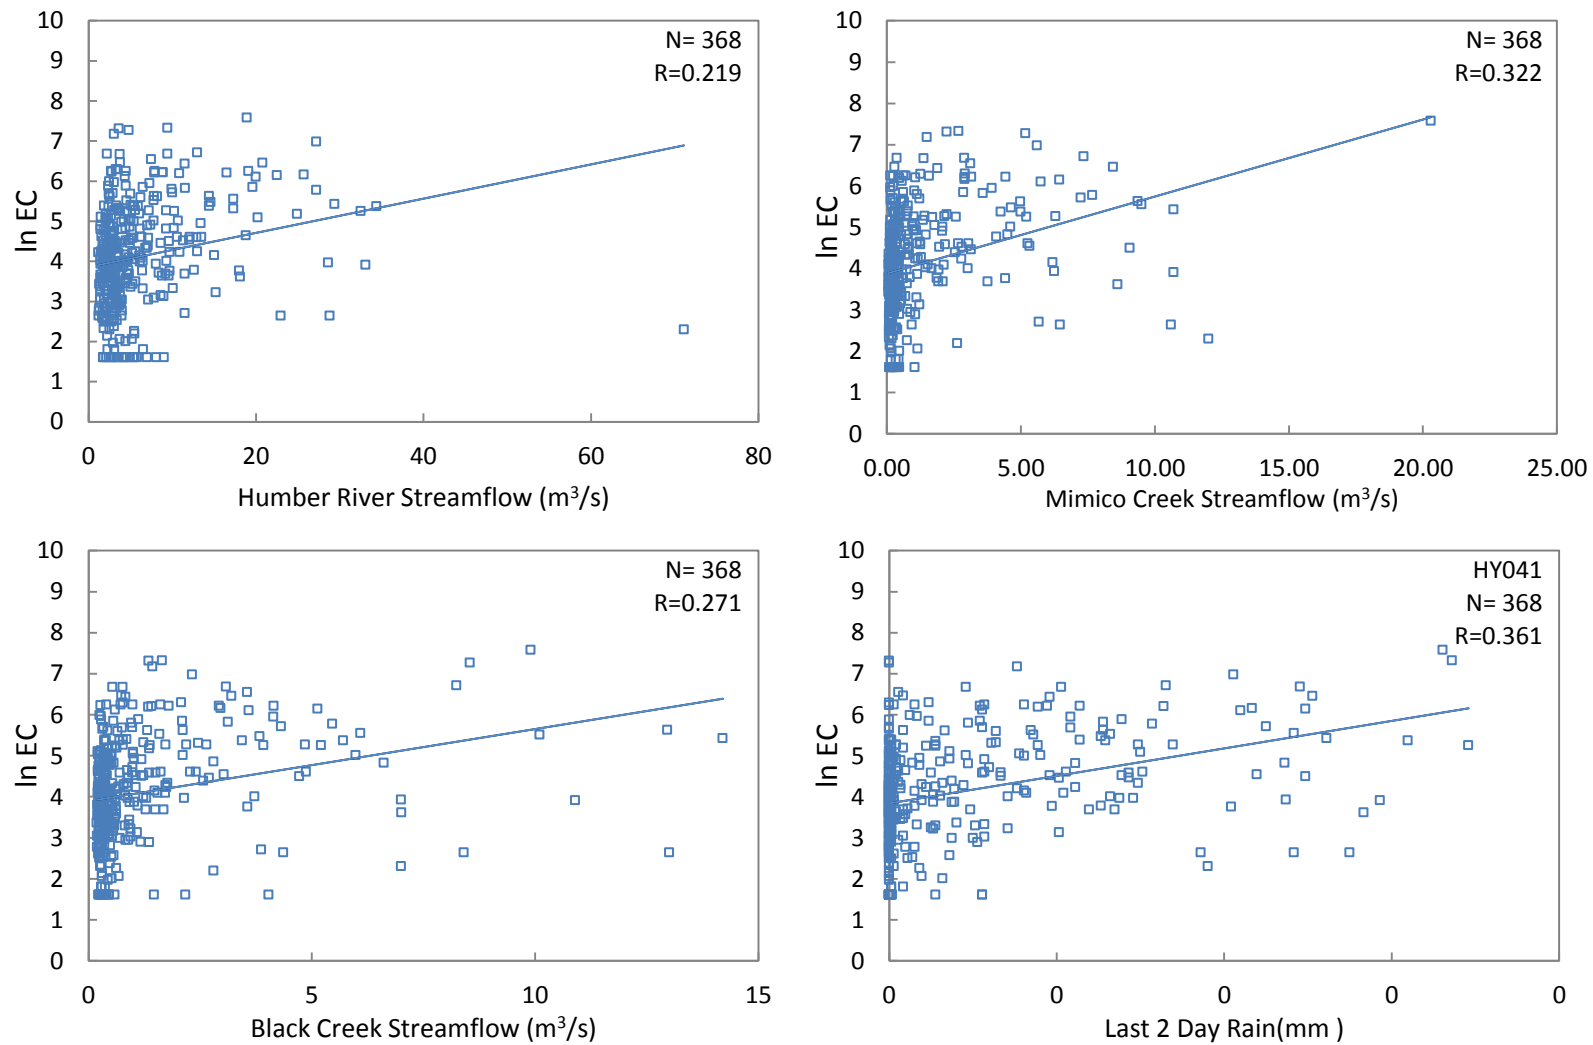 10
9
8
7
6
5
4
3
2
1
0
ln EC
N= 368
R=0.219
0 20 40 60 80
Humber River Streamflow (m³/s)
10
9
8
7
6
5
4
3
2
1
0
ln EC
N= 368
R=0.322
0.00 5.00 10.00 15.00 20.00 25.00
Mimico Creek Streamflow (m³/s)
10
9
8
7
6
5
4
3
2
1
0
ln EC
N= 368
R=0.271
0 5 10 15
Black Creek Streamflow (m³/s)
10
9
8
7
6
5
4
3
2
1
0
ln EC
HY041
N= 368
R=0.361
0 0 0 0 0
Last 2 Day Rain(mm )